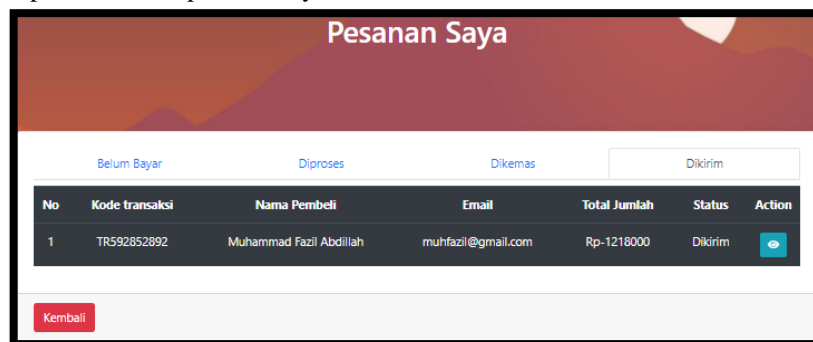 Pesanan Saya
Belum Bayar Diproses Dikemas Dikirim
No Kode transaksi Nama Pembeli Email Total Jumlah Status Action
1 TR592852892 Muhammad Fazil Abdillah muhfazil@gmail.com Rp-1218000 Dikirim
Kembali